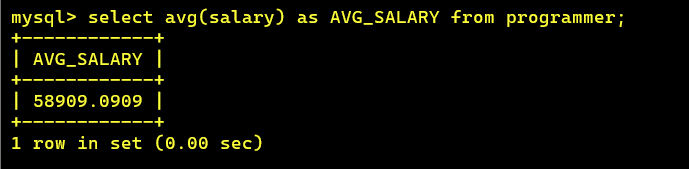 mysql> select avg(salary) as AVG_SALARY from programmer;
+------------+
| AVG_SALARY |
+------------+
| 58909.0909 |
+------------+
1 row in set (0.00 sec)